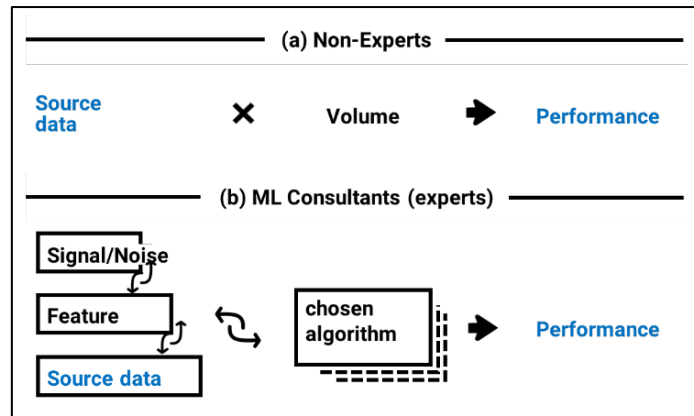 (a) Non-Experts
Source
data
× Volume Performance
(b) ML Consultants (experts)
Signal/Noise
Feature
Source data
chosen
algorithm
Performance